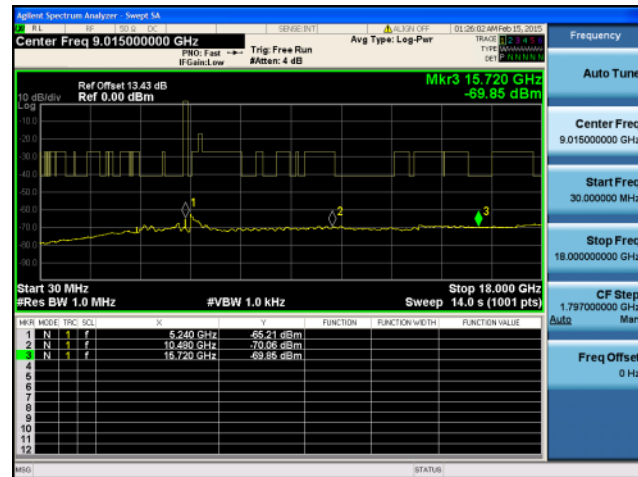 Agilent Spectrum Analyzer - Swept SA
RL RF 50 Ω DC SENSE:INT ALIGN OFF 01:26:02 AM Feb 15, 2015
Center Freq 9.015000000 GHz
PNO: Fast
IFGain:Low
Trig: Free Run
#Atten: 4 dB
Avg Type: Log-Pwr
TRACE 1 2 3 4 5 6
TYPE
DET P N N N N N
Ref Offset 13.43 dB
Ref 0.00 dBm
10 dB/div
Log
Mkr3 15.720 GHz
-69.85 dBm
-10.0
-20.0
-30.0
-40.0
-50.0
-60.0
-70.0
-80.0
-90.0
1
2
3
Start 30 MHz
Stop 18.000 GHz
#Res BW 1.0 MHz
#VBW 1.0 kHz
Sweep 14.0 s (1001 pts)
MKR MODE TRC SCL X Y FUNCTION FUNCTION WIDTH FUNCTION VALUE
1 N 1 f 5.240 GHz -65.21 dBm
2 N 1 f 10.480 GHz -70.06 dBm
3 N 1 f 15.720 GHz -69.85 dBm
4
5
6
7
8
9
10
11
12
MSG
STATUS
Frequency
Auto Tune
Center Freq
9.015000000 GHz
Start Freq
30.000000 MHz
Stop Freq
18.000000000 GHz
CF Step
1.797000000 GHz
Auto Man
Freq Offset
0 Hz